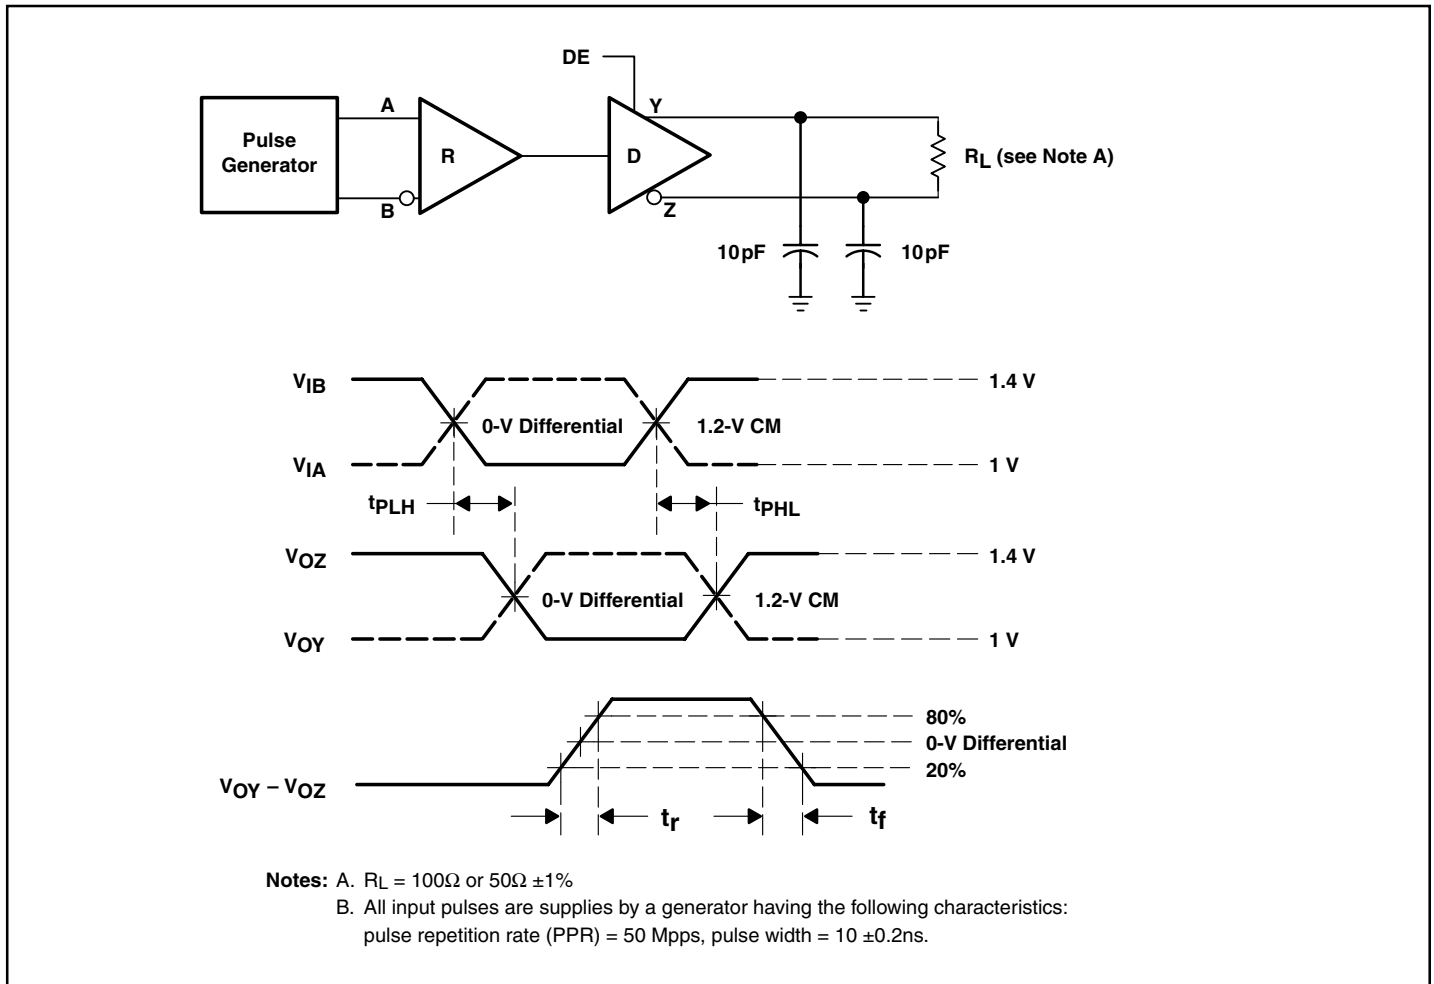 DE
A
Y
Pulse
Generator
R
D
RL (see Note A)
B
Z
10pF
10pF
VIB
1.4 V
0-V Differential
1.2-V CM
VIA
1 V
tPLH
tPHL
VOZ
1.4 V
0-V Differential
1.2-V CM
VOY
1 V
80%
0-V Differential
20%
VOY – VOZ
tr
tf
Notes: A. RL = 100Ω or 50Ω ±1%
B. All input pulses are supplies by a generator having the following characteristics:
pulse repetition rate (PPR) = 50 Mpps, pulse width = 10 ±0.2ns.